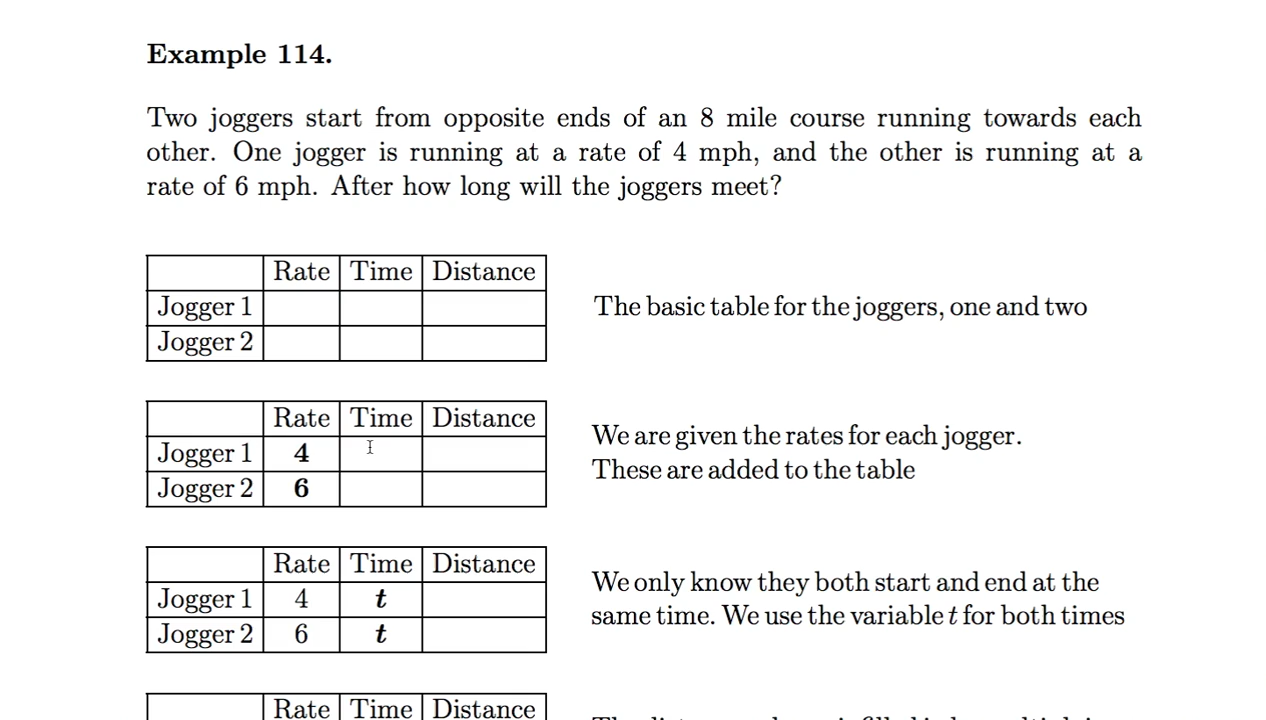 Example 114.
Two joggers start from opposite ends of an 8 mile course running towards each
other. One jogger is running at a rate of 4 mph, and the other is running at a
rate of 6 mph. After how long will the joggers meet?
Rate Time Distance
Jogger 1
Jogger 2
The basic table for the joggers, one and two
Rate Time Distance
Jogger 1 4
Jogger 2 6
We are given the rates for each jogger.
These are added to the table
Rate Time Distance
Jogger 1 4 t
Jogger 2 6 t
We only know they both start and end at the
same time. We use the variable t for both times
Rate Time Distance